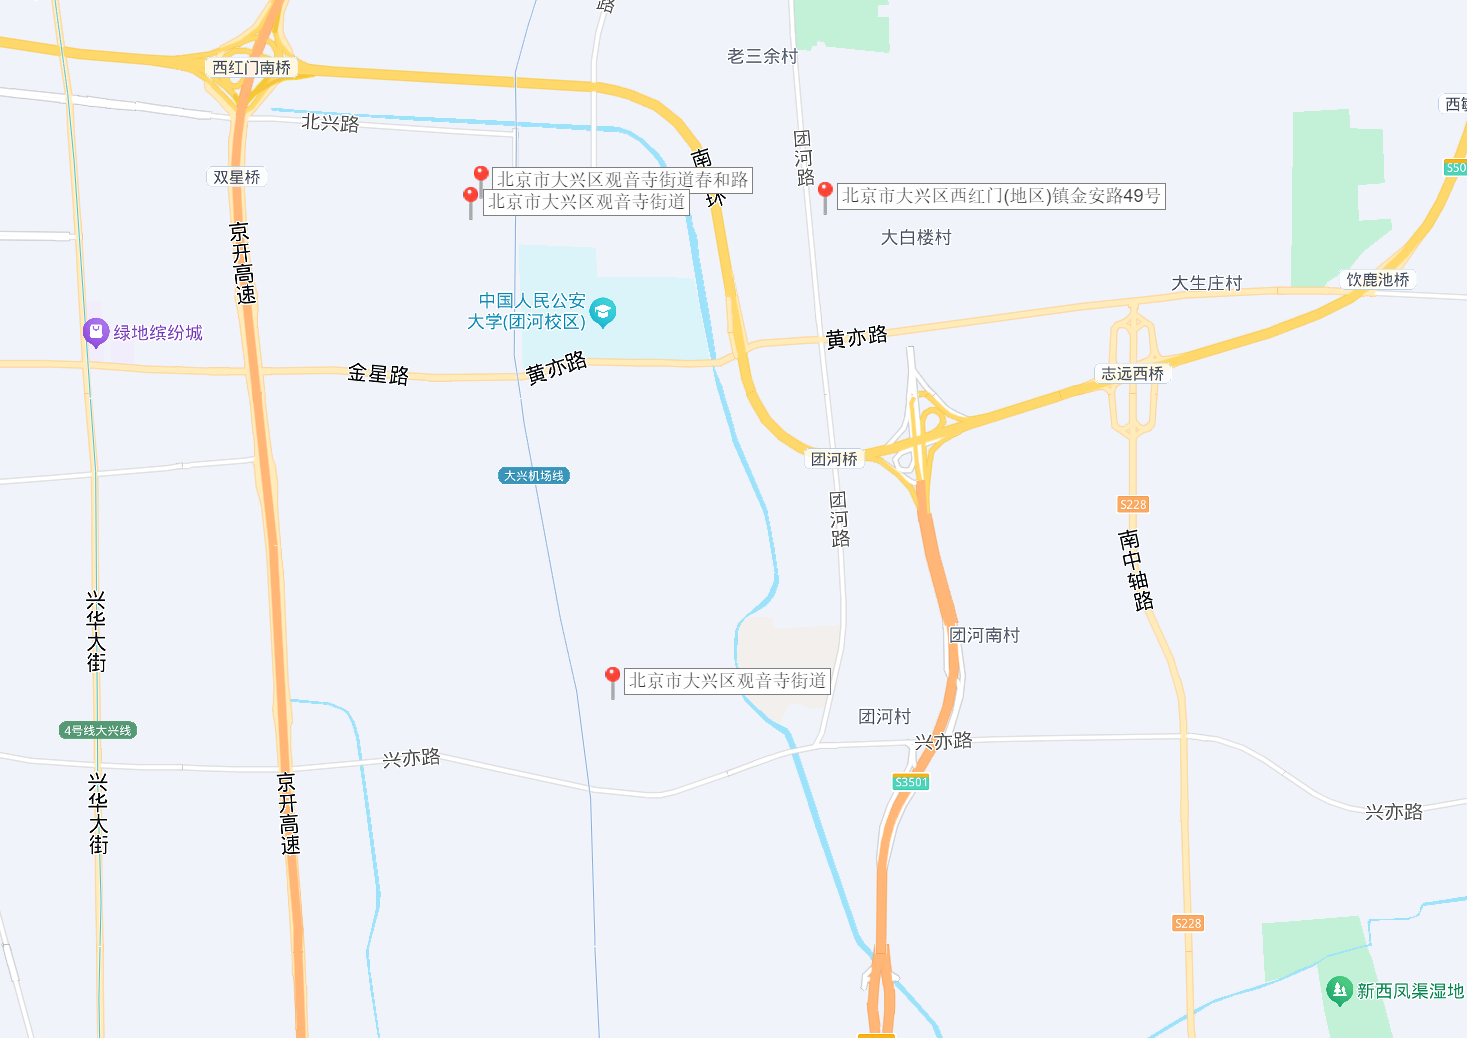 路
老三余村
西红门南桥
西
北兴路
团河路
S50
双星桥
南
环
北京市大兴区观音寺街道春和路
北京市大兴区观音寺街道
北京市大兴区西红门(地区)镇金安路49号
京开高速
大白楼村
大生庄村
饮鹿池桥
中国人民公安
大学(团河校区)
绿地缤纷城
黄亦路
金星路
黄亦路
志远西桥
团河桥
大兴机场线
团河路
S228
南中轴路
兴华大街
团河南村
北京市大兴区观音寺街道
团河村
4号线大兴线
兴亦路
兴亦路
S3501
京开高速
兴华大街
兴亦路
S228
新西凤渠湿地